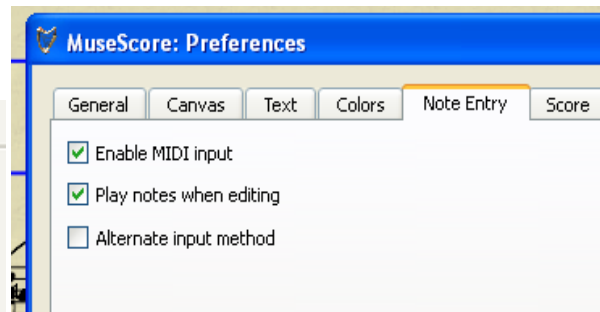 MuseScore: Preferences
General Canvas Text Colors Note Entry Score
Enable MIDI input
Play notes when editing
Alternate input method